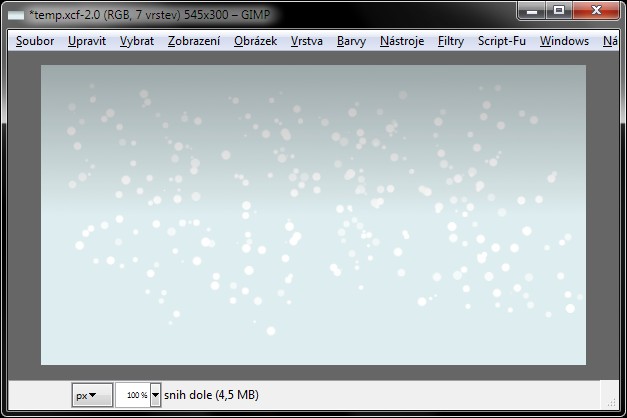 *temp.xcf-2.0 (RGB, 7 vrstev) 545x300 – GIMP
Soubor Upravit Vybrat Zobrazení Obrázek Vrstva Barvy Nástroje Filtry Script-Fu Windows Ná
px 100 % snih dole (4,5 MB)